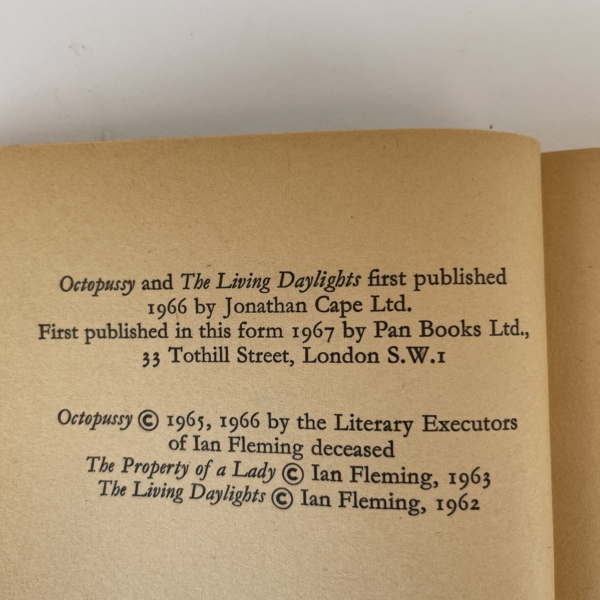 Octopussy and The Living Daylights first published
1966 by Jonathan Cape Ltd.
First published in this form 1967 by Pan Books Ltd.,
33 Tothill Street, London S.W.1
Octopussy © 1965, 1966 by the Literary Executors
of Ian Fleming deceased
The Property of a Lady © Ian Fleming, 1963
The Living Daylights © Ian Fleming, 1962